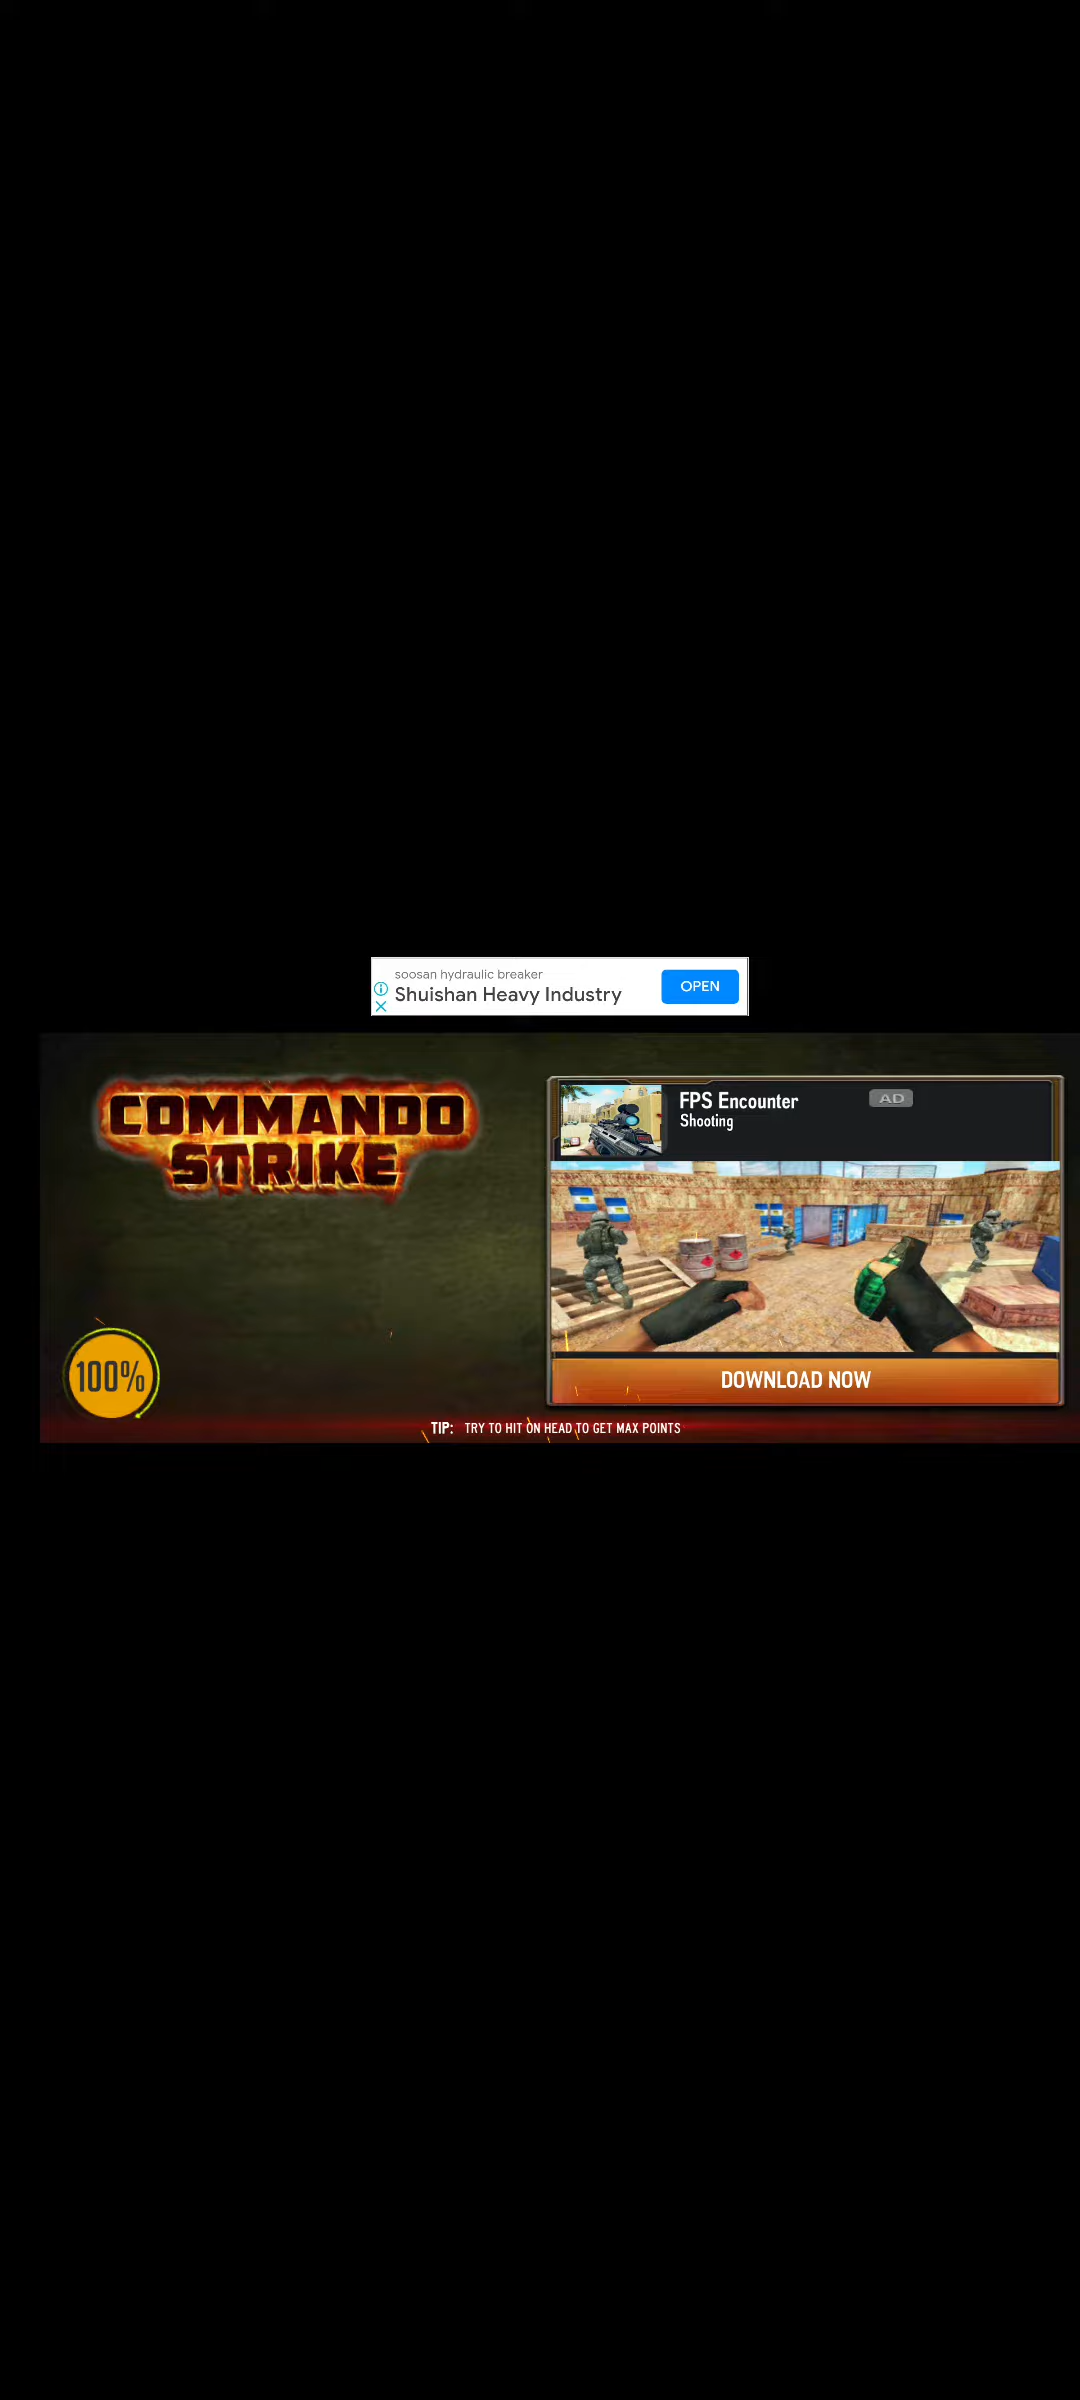 soosan hydraulic breaker
Shuishan Heavy Industry
OPEN
COMMANDO
STRIKE
FPS Encounter
AD
Shooting
100%
DOWNLOAD NOW
TIP: TRY TO HIT ON HEAD TO GET MAX POINTS